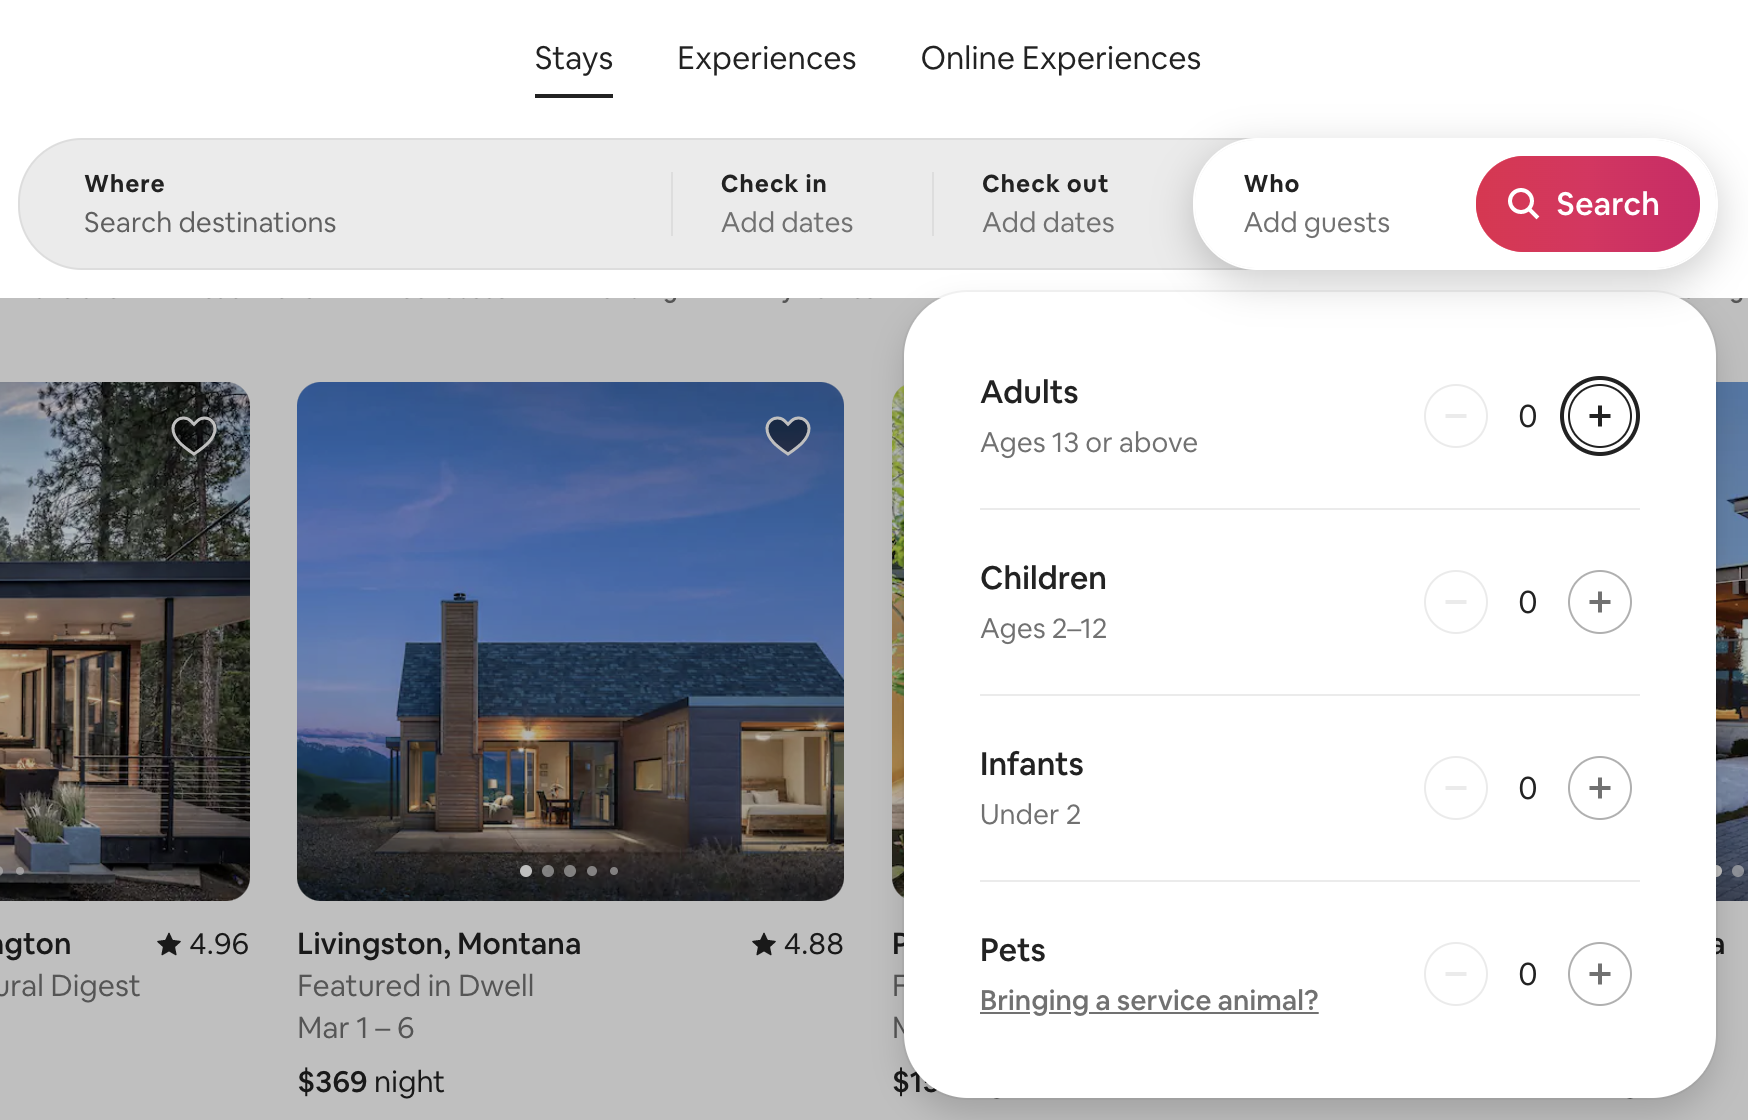 Stays Experiences Online Experiences
Where Check in Check out Who
Search destinations Add dates Add dates Add guests
Search
Adults
0
Ages 13 or above
Children
0
Ages 2–12
Infants
0
Under 2
Pets
0
Bringing a service animal?
4.96
ural Digest
Livingston, Montana 4.88
Featured in Dwell
Mar 1 – 6
$369 night